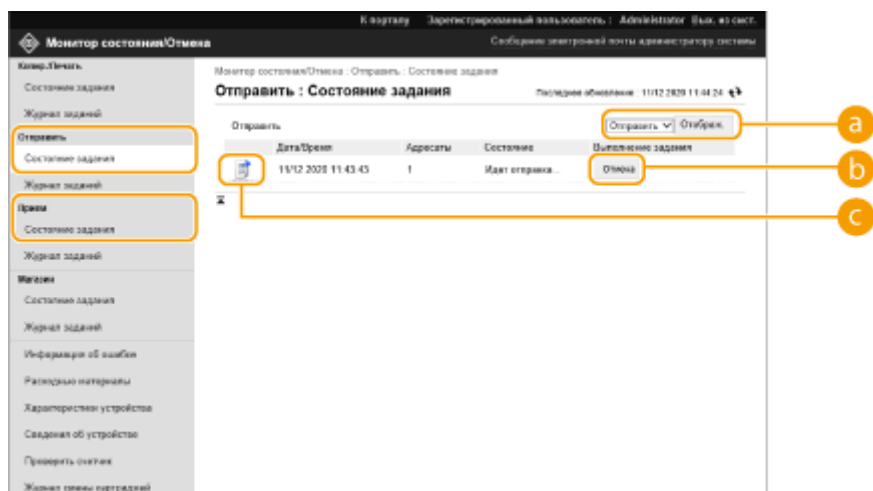 К порталу Зарегистрированный пользователь : Administrator Вых. из сист.
Монитор состояния/Отмена Сообщение электронной почты администратору системы
Копир./Печать
Состояние задания
Журнал заданий
Отправить
Состояние задания
Журнал заданий
Прием
Состояние задания
Журнал заданий
Магазин
Состояние задания
Журнал заданий
Информация об ошибке
Расходные материалы
Характеристики устройства
Сведения об устройстве
Проверить счетчик
Журнал смены картриджей
Монитор состояния/Отмена : Отправить : Состояние задания
Отправить : Состояние задания Последнее обновление : 11/12 2020 11:44:24
Отправить Отправить Отображ. a
Дата/Время Адресаты Состояние Выполнение задания
11/12 2020 11:43:43 1 Идет отправка... Отмена b
c